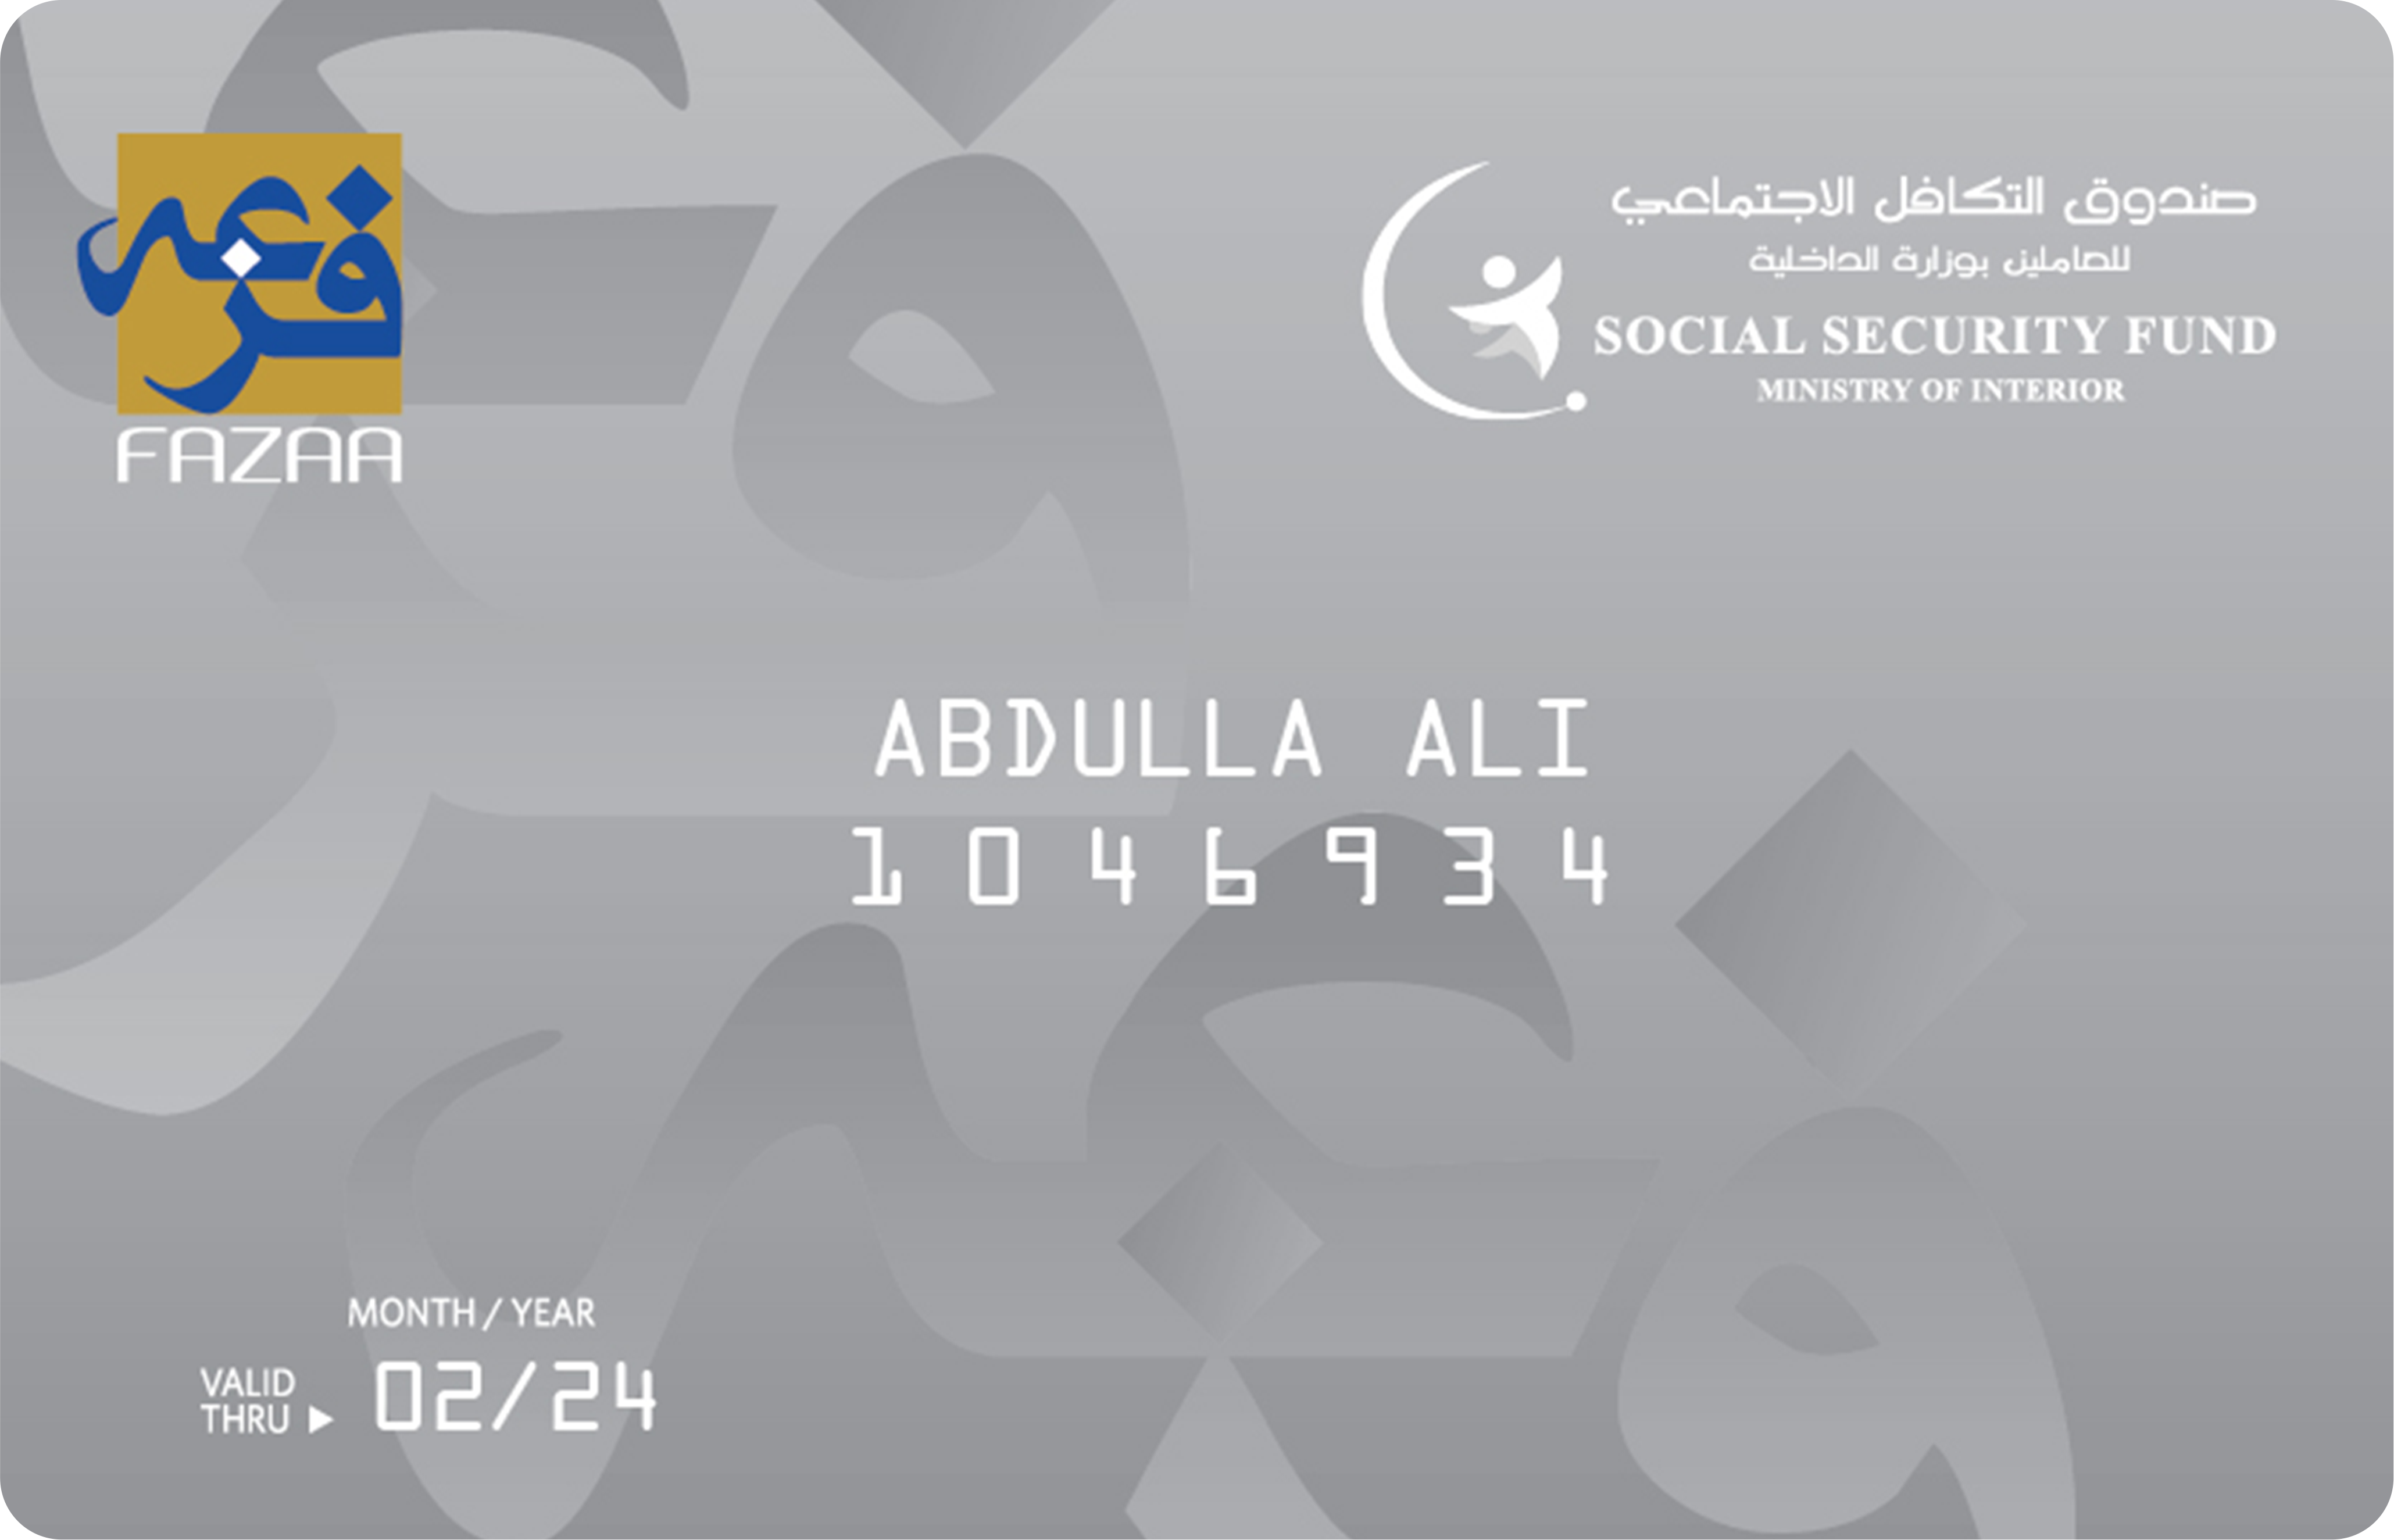 فزعة
FAZAA
صندوق التكافل الاجتماعي
للعاملين بوزارة الداخلية
SOCIAL SECURITY FUND
MINISTRY OF INTERIOR
ABDULLA ALI
1046934
MONTH/YEAR
VALID THRU ▶ 02/24